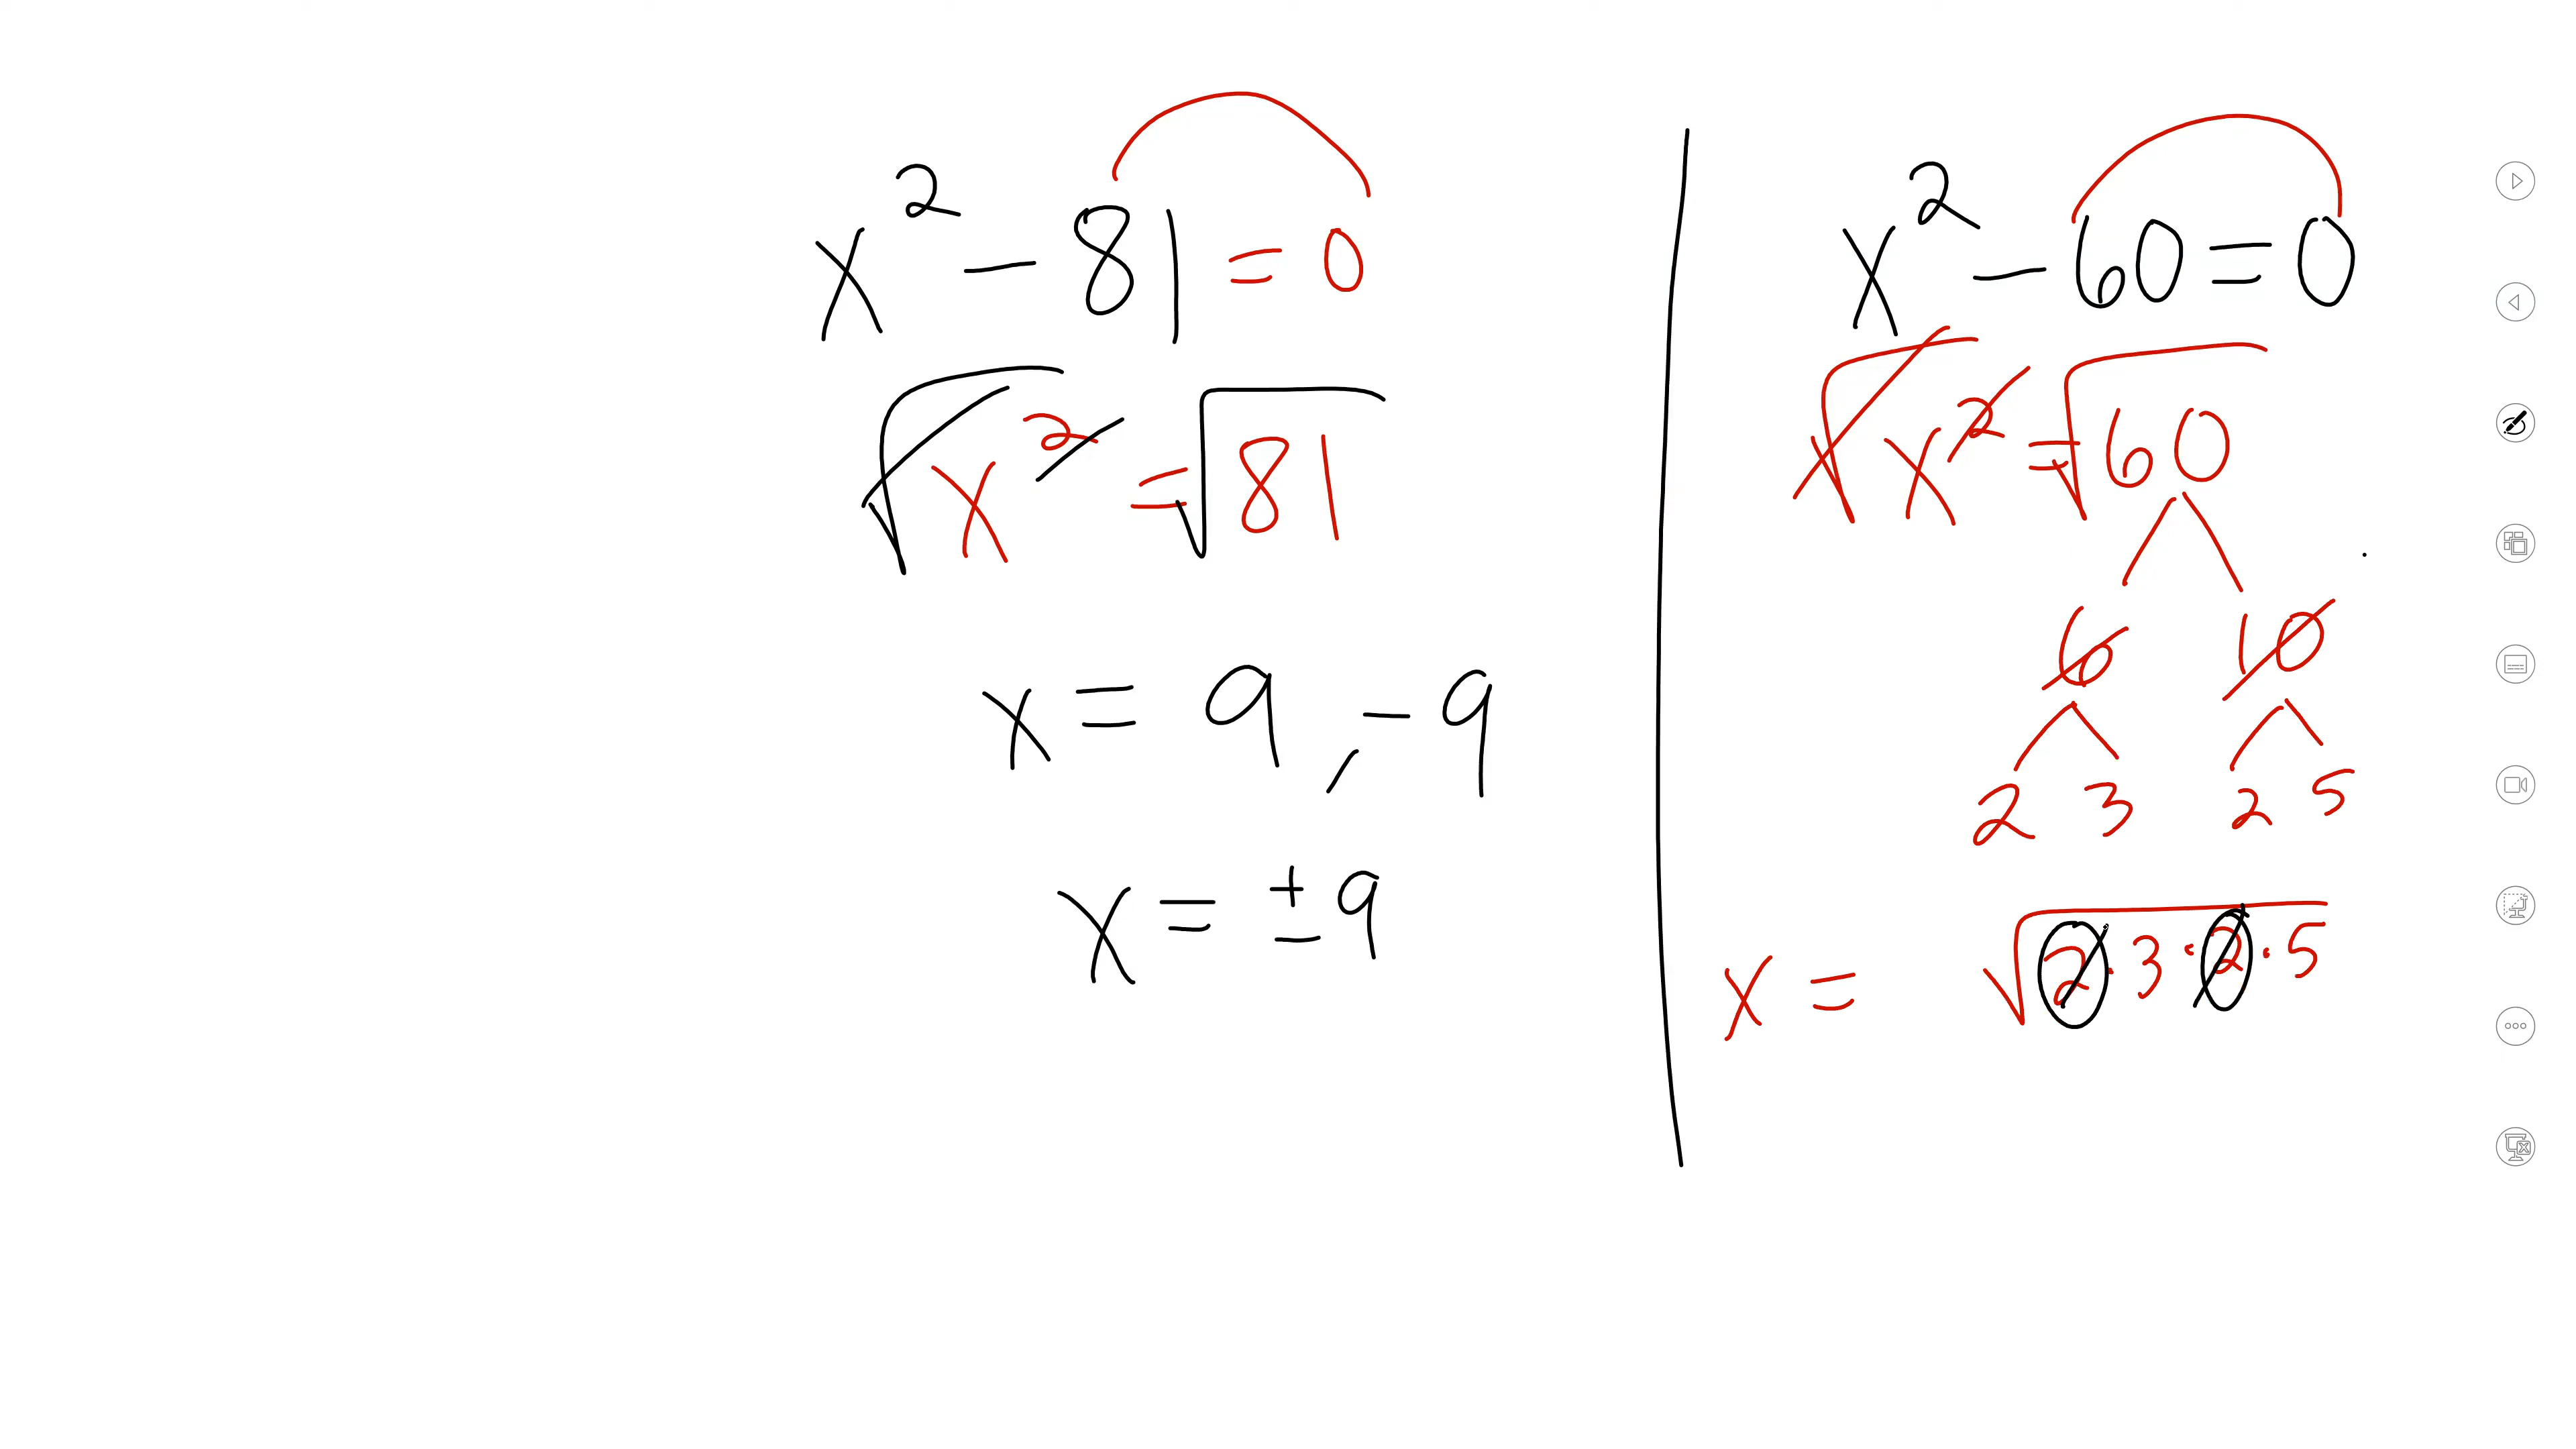 x² - 81 = 0
√x² = √81
x = 9, -9
x = ±9
x² - 60 = 0
√x² = √60
6 10
2 3 2 5
x = √2·3·2·5